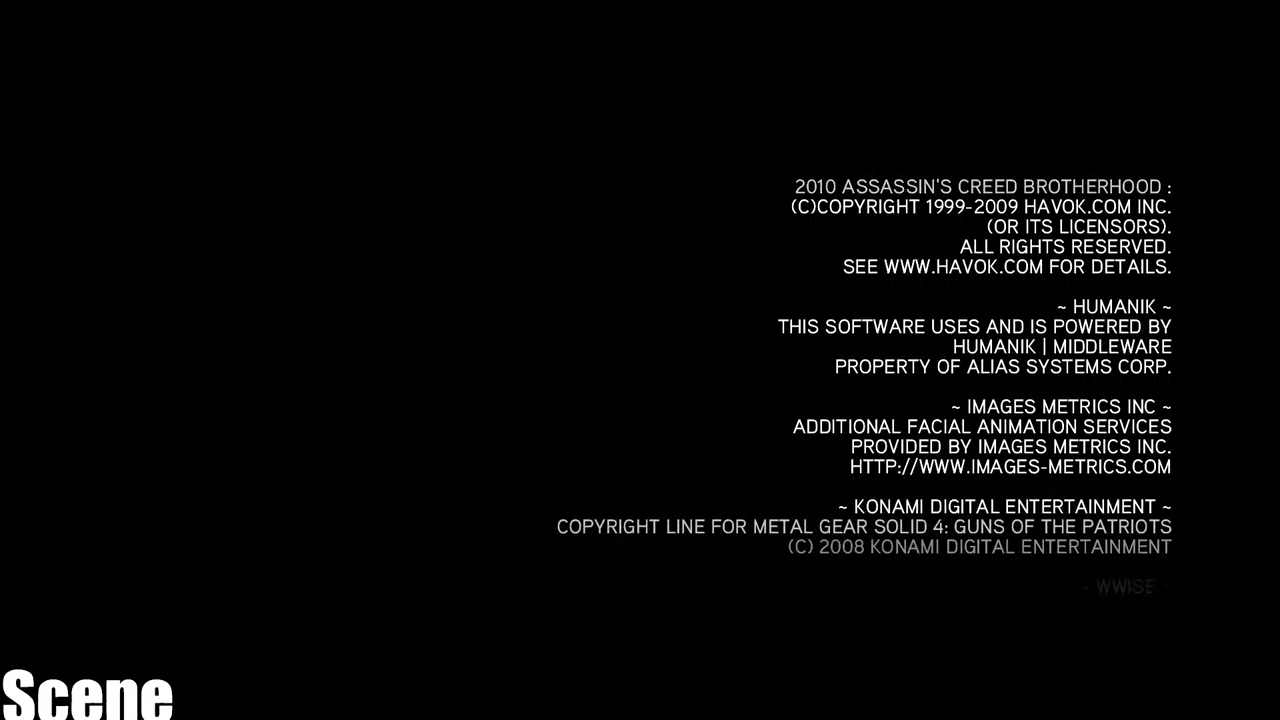 2010 ASSASSIN'S CREED BROTHERHOOD :
(C)COPYRIGHT 1999-2009 HAVOK.COM INC.
(OR ITS LICENSORS).
ALL RIGHTS RESERVED.
SEE WWW.HAVOK.COM FOR DETAILS.
~ HUMANIK ~
THIS SOFTWARE USES AND IS POWERED BY
HUMANIK | MIDDLEWARE
PROPERTY OF ALIAS SYSTEMS CORP.
~ IMAGES METRICS INC ~
ADDITIONAL FACIAL ANIMATION SERVICES
PROVIDED BY IMAGES METRICS INC.
HTTP://WWW.IMAGES-METRICS.COM
~ KONAMI DIGITAL ENTERTAINMENT ~
COPYRIGHT LINE FOR METAL GEAR SOLID 4: GUNS OF THE PATRIOTS
(C) 2008 KONAMI DIGITAL ENTERTAINMENT
~ WWISE ~
Scene